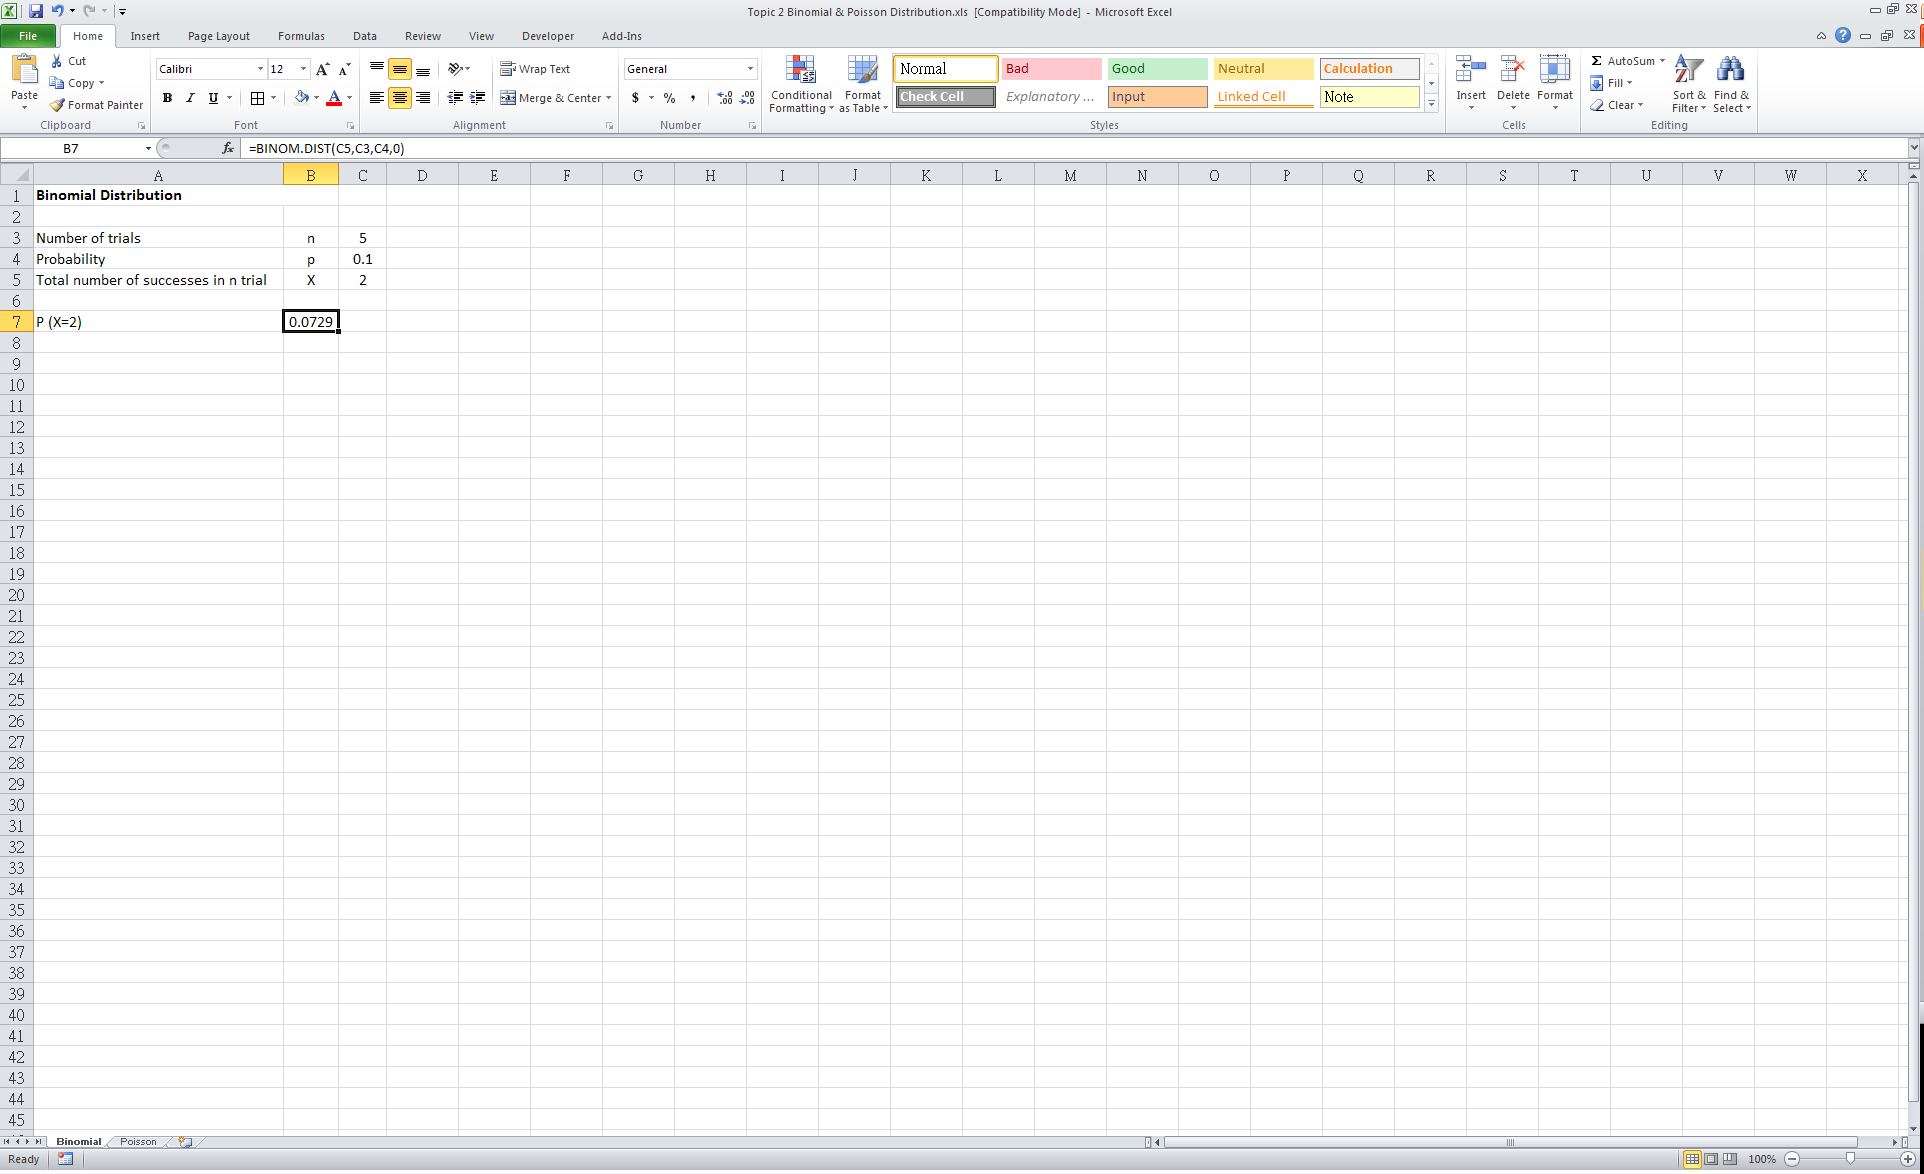 Topic 2 Binomial & Poisson Distribution.xls [Compatibility Mode] - Microsoft Excel
File Home Insert Page Layout Formulas Data Review View Developer Add-Ins
Paste
Cut
Copy
Format Painter
Clipboard
Calibri 12
B I U
Font
Wrap Text
Merge & Center
Alignment
General
$ % ,
Number
Conditional Formatting
Format as Table
Normal Bad Good Neutral Calculation
Check Cell Explanatory ... Input Linked Cell Note
Styles
Insert Delete Format
Cells
Σ AutoSum
Fill
Clear
Sort & Filter
Find & Select
Editing
B7 fx =BINOM.DIST(C5,C3,C4,0)
A B C D E F G H I J K L M N O P Q R S T U V W X
1 Binomial Distribution
2
3 Number of trials n 5
4 Probability p 0.1
5 Total number of successes in n trial X 2
6
7 P (X=2) 0.0729
8
9
10
11
12
13
14
15
16
17
18
19
20
21
22
23
24
25
26
27
28
29
30
31
32
33
34
35
36
37
38
39
40
41
42
43
44
45
Binomial Poisson
Ready 100%